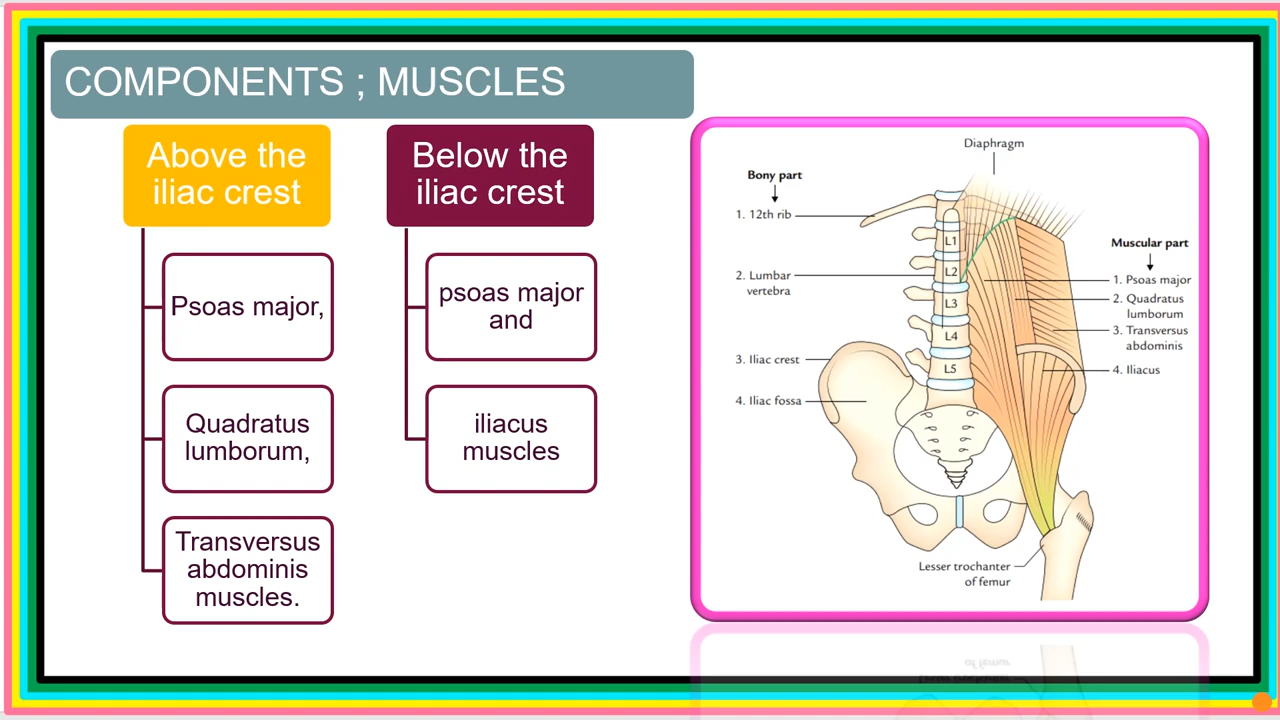 COMPONENTS ; MUSCLES
Above the
iliac crest
Psoas major,
Quadratus
lumborum,
Transversus
abdominis
muscles.
Below the
iliac crest
psoas major
and
iliacus
muscles
Diaphragm
Bony part
1. 12th rib
2. Lumbar
vertebra
3. Iliac crest
4. Iliac fossa
L1
L2
L3
L4
L5
Muscular part
1. Psoas major
2. Quadratus
lumborum
3. Transversus
abdominis
4. Iliacus
Lesser trochanter
of femur